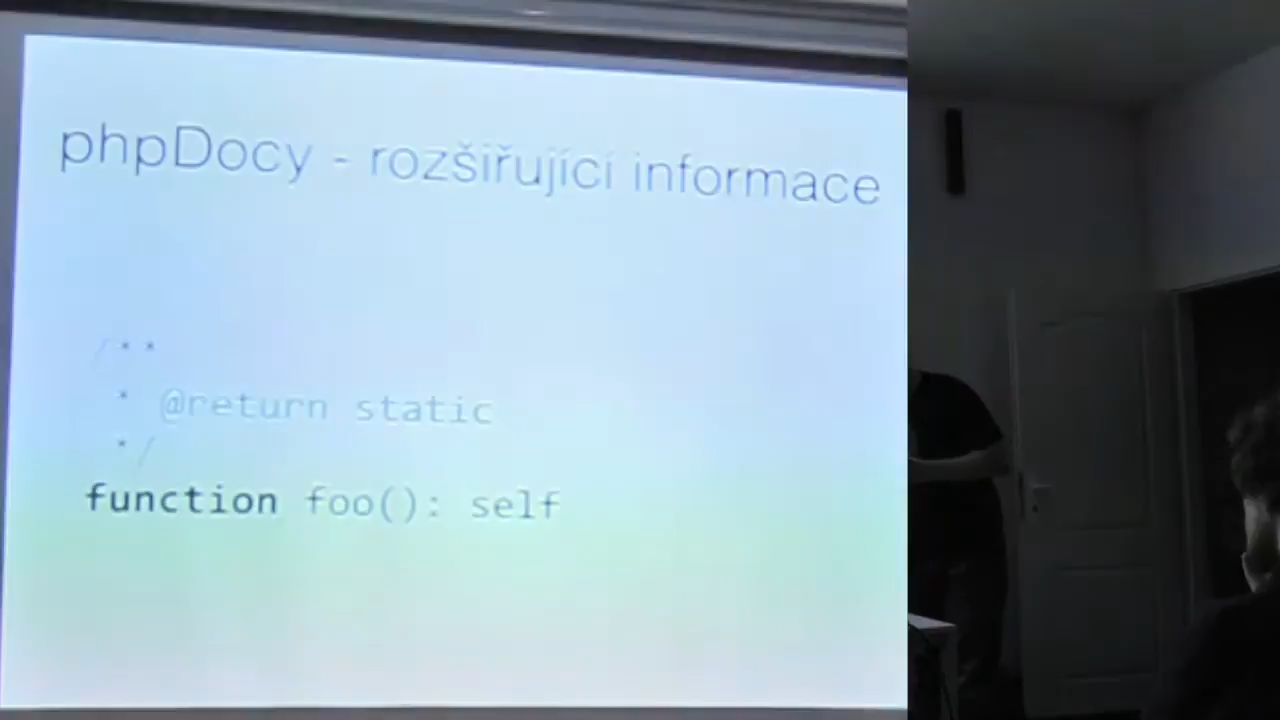 phpDocy - rozšiřující informace
/**
* @return static
*/
function foo(): self